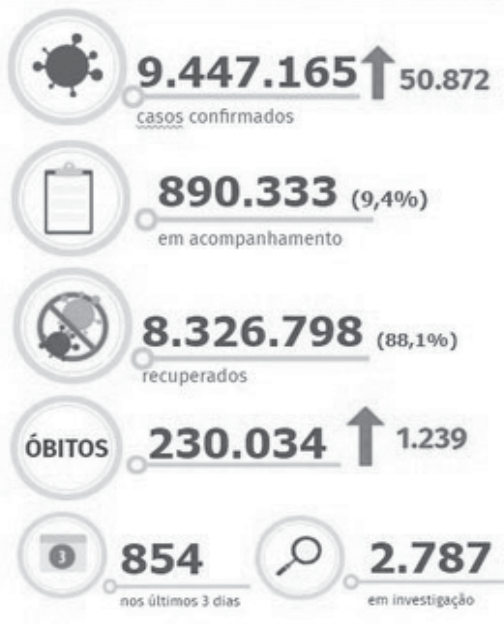 9.447.165 50.872
casos confirmados
890.333 (9,4%)
em acompanhamento
8.326.798 (88,1%)
recuperados
ÓBITOS 230.034 1.239
3 854 2.787
nos últimos 3 dias em investigação